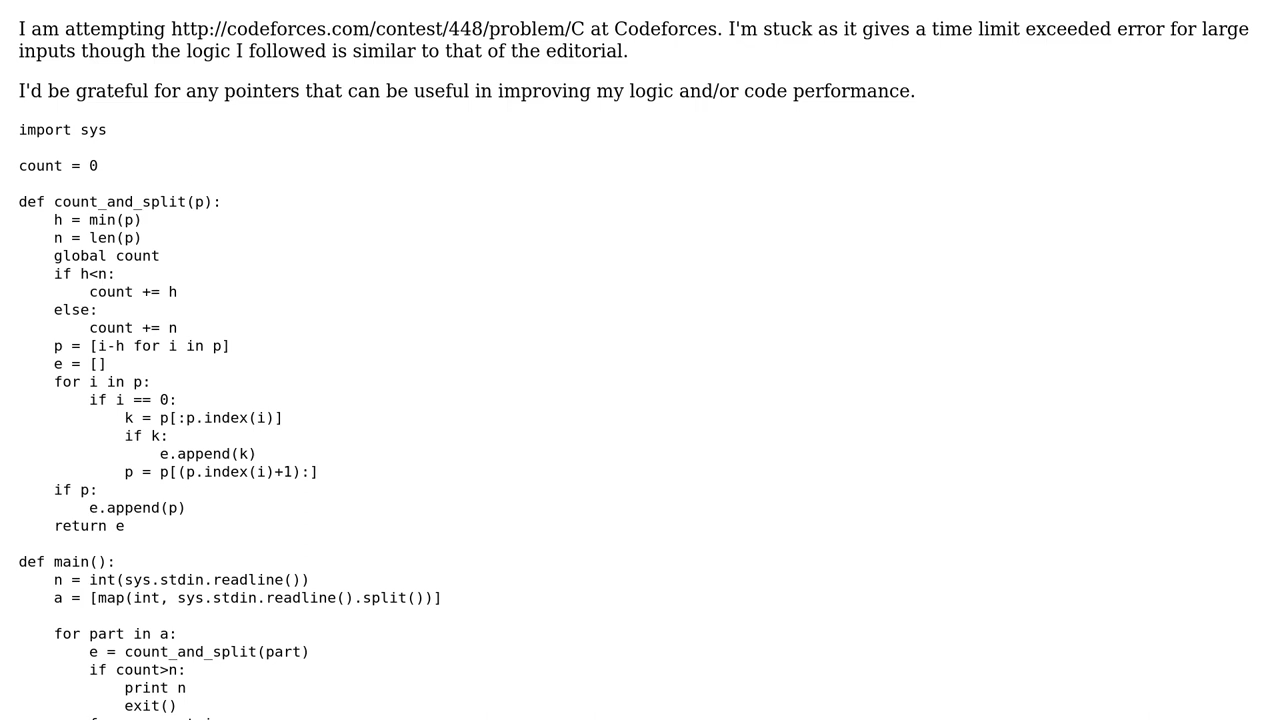 I am attempting http://codeforces.com/contest/448/problem/C at Codeforces. I'm stuck as it gives a time limit exceeded error for large
inputs though the logic I followed is similar to that of the editorial.
I'd be grateful for any pointers that can be useful in improving my logic and/or code performance.
import sys
count = 0
def count_and_split(p):
    h = min(p)
    n = len(p)
    global count
    if h<n:
        count += h
    else:
        count += n
    p = [i-h for i in p]
    e = []
    for i in p:
        if i == 0:
            k = p[:p.index(i)]
            if k:
                e.append(k)
            p = p[(p.index(i)+1):]
    if p:
        e.append(p)
    return e
def main():
    n = int(sys.stdin.readline())
    a = [map(int, sys.stdin.readline().split())]
    for part in a:
        e = count_and_split(part)
        if count>n:
            print n
            exit()